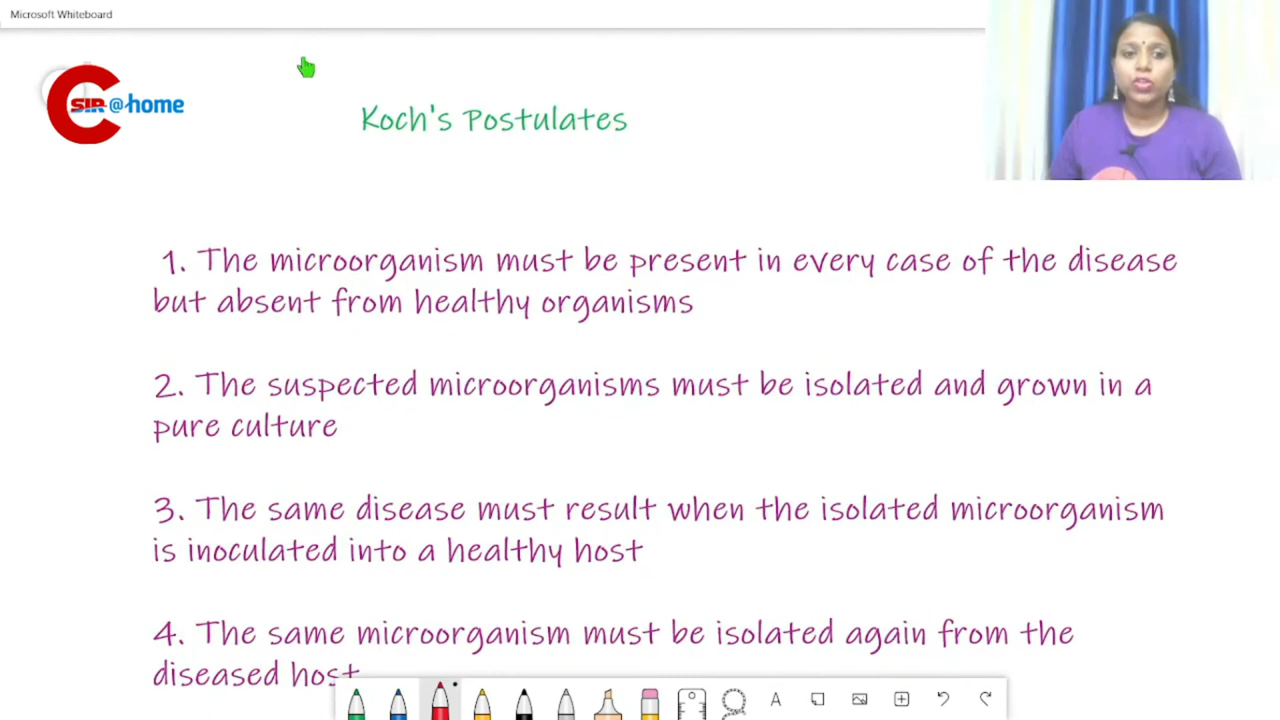 Microsoft Whiteboard
CSIR@home
Koch's Postulates
1. The microorganism must be present in every case of the disease
but absent from healthy organisms
2. The suspected microorganisms must be isolated and grown in a
pure culture
3. The same disease must result when the isolated microorganism
is inoculated into a healthy host
4. The same microorganism must be isolated again from the
diseased host
A